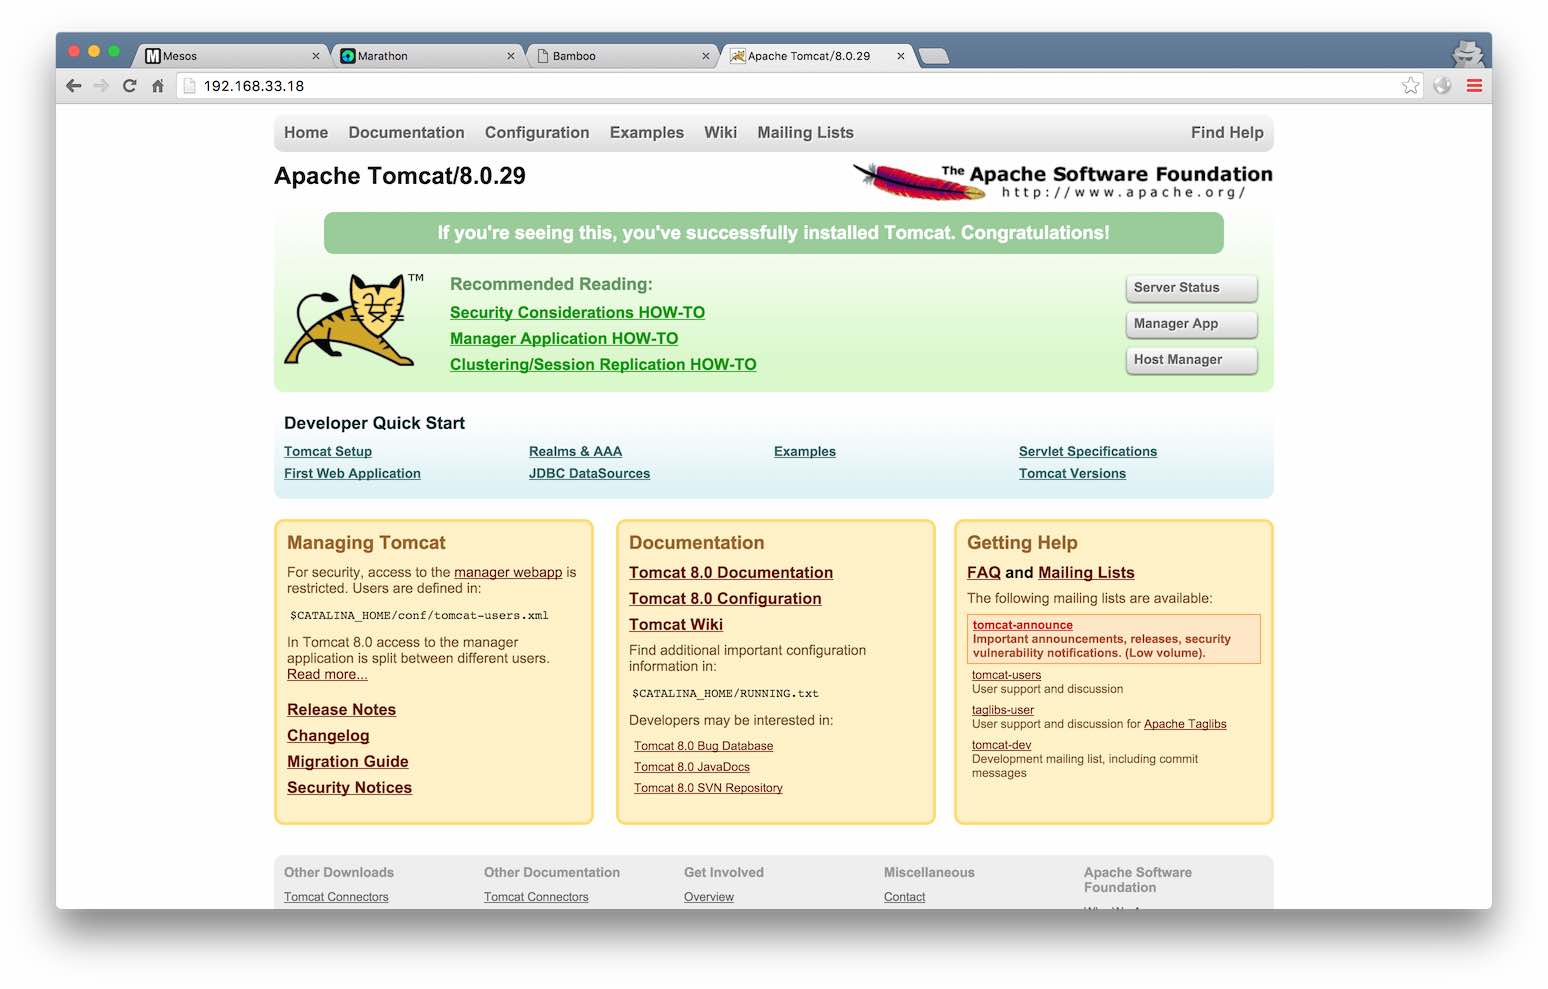 Mesos
Marathon
Bamboo
Apache Tomcat/8.0.29
192.168.33.18
Home Documentation Configuration Examples Wiki Mailing Lists Find Help
Apache Tomcat/8.0.29
The Apache Software Foundation
http://www.apache.org/
If you're seeing this, you've successfully installed Tomcat. Congratulations!
TM
Recommended Reading:
Security Considerations HOW-TO
Manager Application HOW-TO
Clustering/Session Replication HOW-TO
Server Status
Manager App
Host Manager
Developer Quick Start
Tomcat Setup
First Web Application
Realms & AAA
JDBC DataSources
Examples
Servlet Specifications
Tomcat Versions
Managing Tomcat
For security, access to the manager webapp is
restricted. Users are defined in:
$CATALINA_HOME/conf/tomcat-users.xml
In Tomcat 8.0 access to the manager
application is split between different users.
Read more...
Release Notes
Changelog
Migration Guide
Security Notices
Documentation
Tomcat 8.0 Documentation
Tomcat 8.0 Configuration
Tomcat Wiki
Find additional important configuration
information in:
$CATALINA_HOME/RUNNING.txt
Developers may be interested in:
Tomcat 8.0 Bug Database
Tomcat 8.0 JavaDocs
Tomcat 8.0 SVN Repository
Getting Help
FAQ and Mailing Lists
The following mailing lists are available:
tomcat-announce
Important announcements, releases, security
vulnerability notifications. (Low volume).
tomcat-users
User support and discussion
taglibs-user
User support and discussion for Apache Taglibs
tomcat-dev
Development mailing list, including commit
messages
Other Downloads
Tomcat Connectors
Other Documentation
Tomcat Connectors
Get Involved
Overview
Miscellaneous
Contact
Apache Software
Foundation